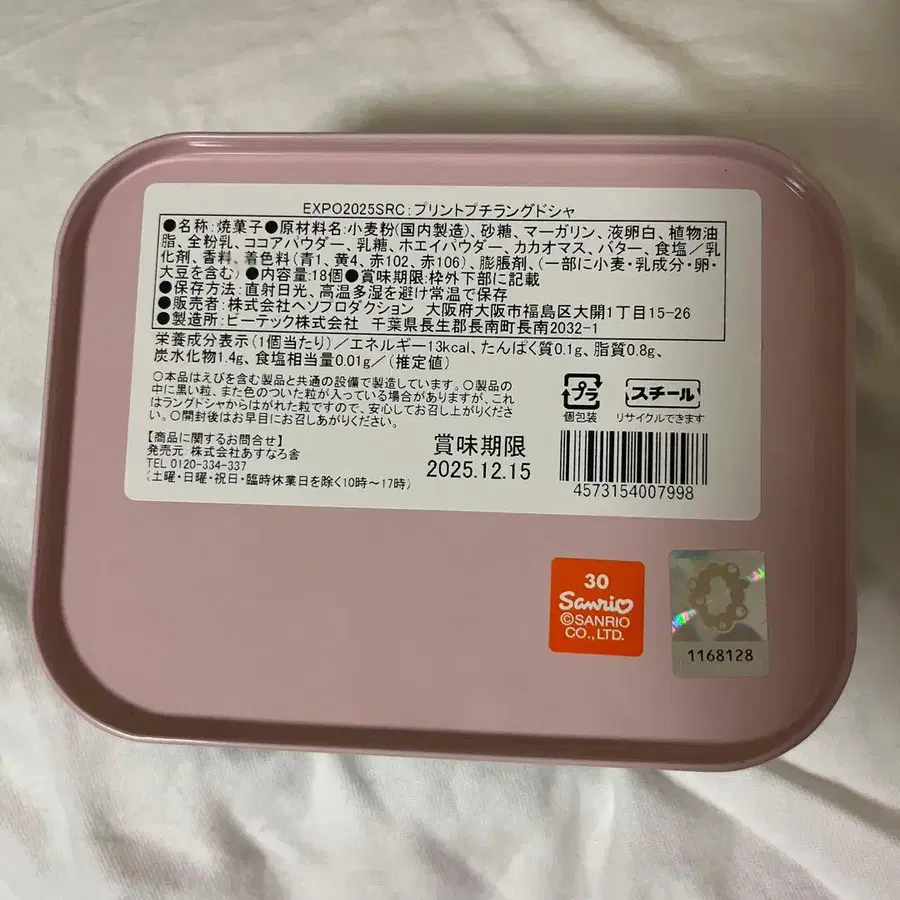 EXPO2025SRC:プリントプチラングドシャ
●名称:焼菓子●原材料名:小麦粉(国内製造)、砂糖、マーガリン、液卵白、植物油
脂、全粉乳、ココアパウダー、乳糖、ホエイパウダー、カカオマス、バター、食塩/乳
化剤、香料、着色料(青1、黄4、赤102、赤106)、膨脹剤、(一部に小麦・乳成分・卵・
大豆を含む)●内容量:18個●賞味期限:枠外下部に記載
●保存方法:直射日光、高温多湿を避け常温で保存
●販売者:株式会社ヘソプロダクション 大阪府大阪市福島区大開1丁目15-26
●製造所:ビーテック株式会社 千葉県長生郡長南町長南2032-1
栄養成分表示(1個当たり)/エネルギー13kcal、たんぱく質0.1g、脂質0.8g、
炭水化物1.4g、食塩相当量0.01g/(推定値)
○本品はえびを含む製品と共通の設備で製造しています。○製品の
中に黒い粒、また色のついた粒が入っている場合がありますが、これ
はラングドシャからはがれた粒ですので、安心してお召し上がりくださ
い。○開封後はお早目にお召しあがりください。
プラ
個包装
スチール
リサイクルできます
【商品に関するお問合せ】
発売元 株式会社あすなろ舎
TEL 0120-334-337
(土曜・日曜・祝日・臨時休業日を除く10時~17時)
賞味期限
2025.12.15
4573154007998
30
Sanrio
©SANRIO
CO.,LTD.
1168128